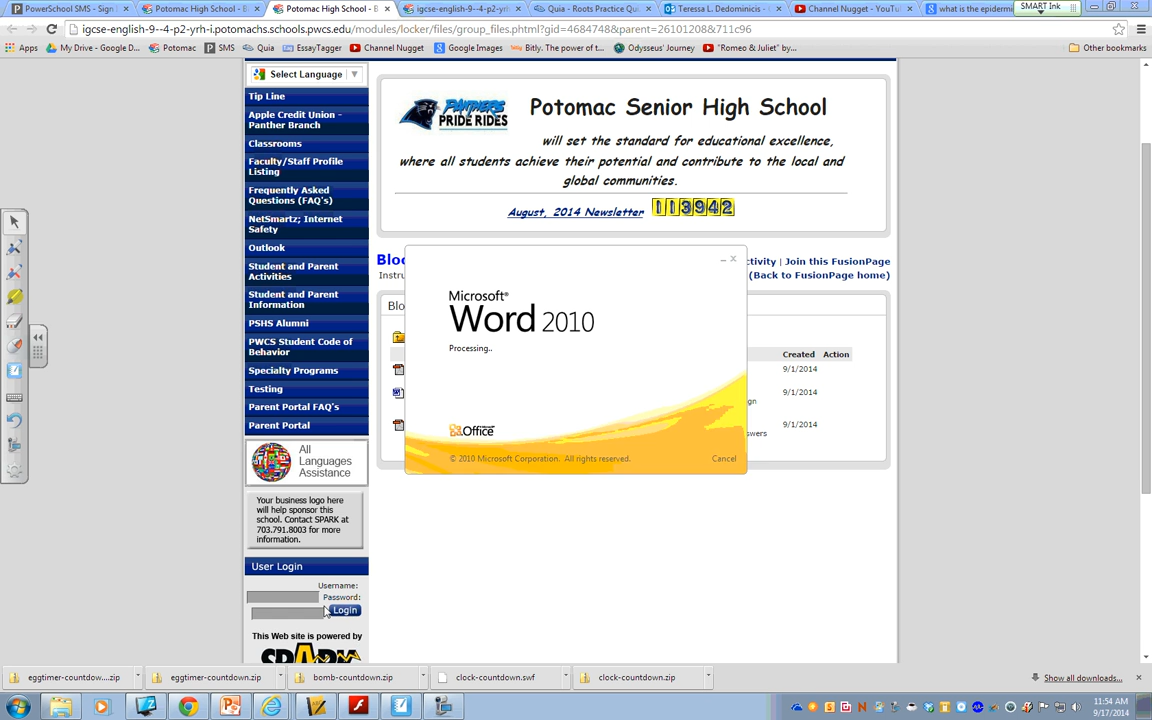 PowerSchool SMS - Sign
Potomac High School -
Potomac High School -
igcse-english-9--4-p2-yrh
Quia - Roots Practice Qu
Teresa L. Dedominicis -
Channel Nugget - YouTu
what is the epidermi
SMART Ink
igcse-english-9--4-p2-yrh-i.potomachs.schools.pwcs.edu/modules/locker/files/group_files.phtml?gid=4684748&parent=26101208&711c96
Apps
My Drive - Google D...
Potomac
SMS
Quia
EssayTagger
Channel Nugget
Google Images
Bitly. The power of t...
Odysseus' Journey
"Romeo & Juliet" by...
Other bookmarks
Select Language
Tip Line
Apple Credit Union -
Panther Branch
Classrooms
Faculty/Staff Profile
Listing
Frequently Asked
Questions (FAQ's)
NetSmartz; Internet
Safety
Outlook
Student and Parent
Activities
Student and Parent
Information
PSHS Alumni
PWCS Student Code of
Behavior
Specialty Programs
Testing
Parent Portal FAQ's
Parent Portal
All
Languages
Assistance
Your business logo here
will help sponsor this
school. Contact SPARK at
703.791.8003 for more
information.
User Login
Username:
Password:
Login
This Web site is powered by
SPARK
PANTHERS
PRIDE RIDES
Potomac Senior High School
will set the standard for educational excellence,
where all students achieve their potential and contribute to the local and
global communities.
August, 2014 Newsletter
113942
Bloc
ctivity | Join this FusionPage
Instru
(Back to FusionPage home)
Blo
Created Action
9/1/2014
9/1/2014
gn
9/1/2014
swers
Microsoft®
Word 2010
Processing..
Office
© 2010 Microsoft Corporation. All rights reserved.
Cancel
eggtimer-countdow....zip
eggtimer-countdown.zip
bomb-countdown.zip
clock-countdown.swf
clock-countdown.zip
Show all downloads...
11:54 AM
9/17/2014